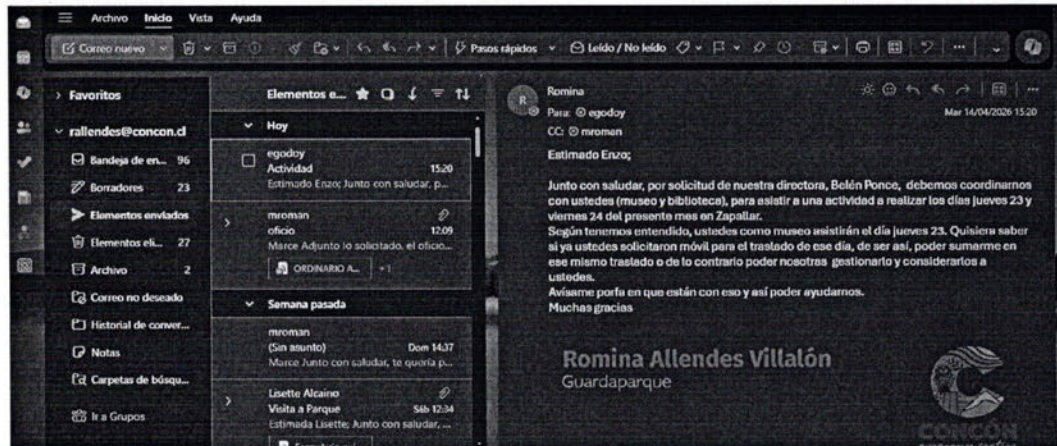 Archivo Inicio Vista Ayuda
Correo nuevo Pasos rápidos Leído / No leído
Favoritos
rallendes@concon.cl
Bandeja de en... 96
Borradores 23
Elementos enviados
Elementos eli... 27
Archivo 2
Correo no deseado
Historial de conver...
Notas
Carpetas de búsqu...
Ir a Grupos
Elementos e...
Hoy
egodoy
Actividad 15:20
Estimado Enzo; Junto con saludar, p...
mroman
oficio 12:09
Marce Adjunto lo solicitado, el oficio...
ORDINARIO A... +1
Semana pasada
mroman
(Sin asunto) Dom 14:37
Marce Junto con saludar, te quería p...
Lisette Alcaino
Visita a Parque Sáb 12:34
Estimada Lisette; Junto con saludar, ...
R
Romina
Para: egodoy
Mar 14/04/2026 15:20
CC: mroman
Estimado Enzo;
Junto con saludar, por solicitud de nuestra directora, Belén Ponce, debemos coordinarnos
con ustedes (museo y biblioteca), para asistir a una actividad a realizar los días jueves 23 y
viernes 24 del presente mes en Zapallar.
Según tenemos entendido, ustedes como museo asistirán el día jueves 23. Quisiera saber
si ya ustedes solicitaron móvil para el traslado de ese día, de ser así, poder sumarme en
ese mismo traslado o de lo contrario poder nosotras gestionarlo y considerarlos a
ustedes.
Avísame porfa en que están con eso y así poder ayudarnos.
Muchas gracias
Romina Allendes Villalón
Guardaparque
CONCÓN